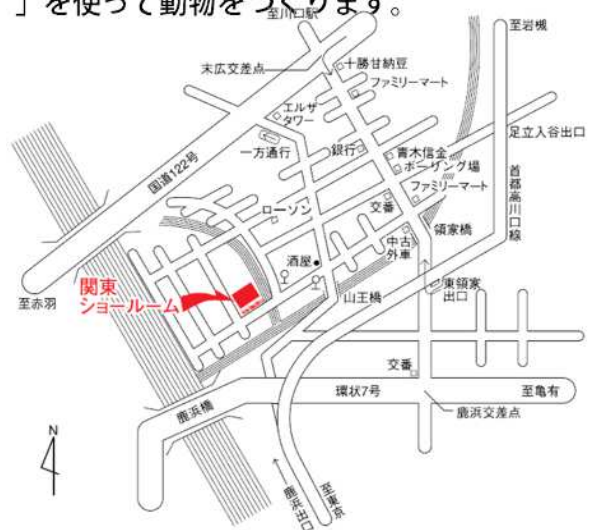 」を使って動物をつくります。
至川口駅
至岩槻
末広交差点
十勝甘納豆
ファミリーマート
エルザ
タワー
足立入谷出口
一方通行
銀行
青木信金
ボーリング場
ファミリーマート
国道122号
首都高川口線
ローソン
交番
領家橋
中古
外車
酒屋
関東
ショールーム
至赤羽
山王橋
東領家
出口
交番
環状7号
至亀有
鹿浜橋
鹿浜交差点
N
鹿浜出口
至東京